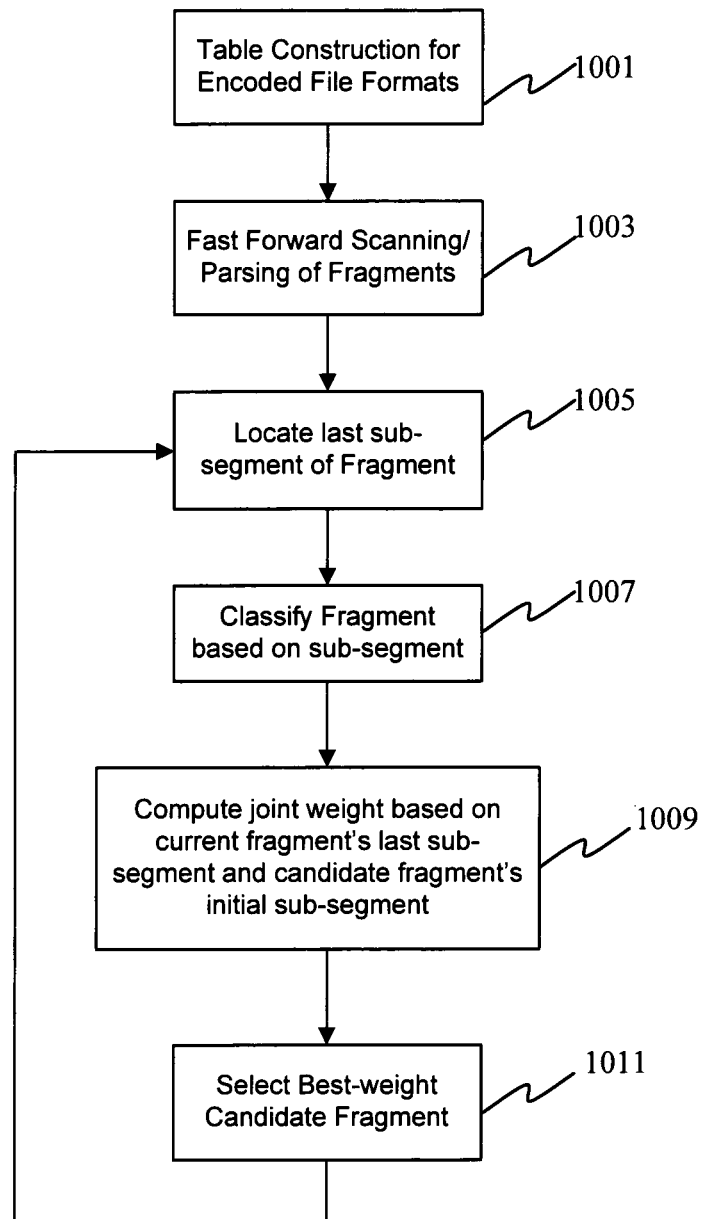 Table Construction for
Encoded File Formats
1001
Fast Forward Scanning/
Parsing of Fragments
1003
Locate last sub-
segment of Fragment
1005
Classify Fragment
based on sub-segment
1007
Compute joint weight based on
current fragment's last sub-
segment and candidate fragment's
initial sub-segment
1009
Select Best-weight
Candidate Fragment
1011